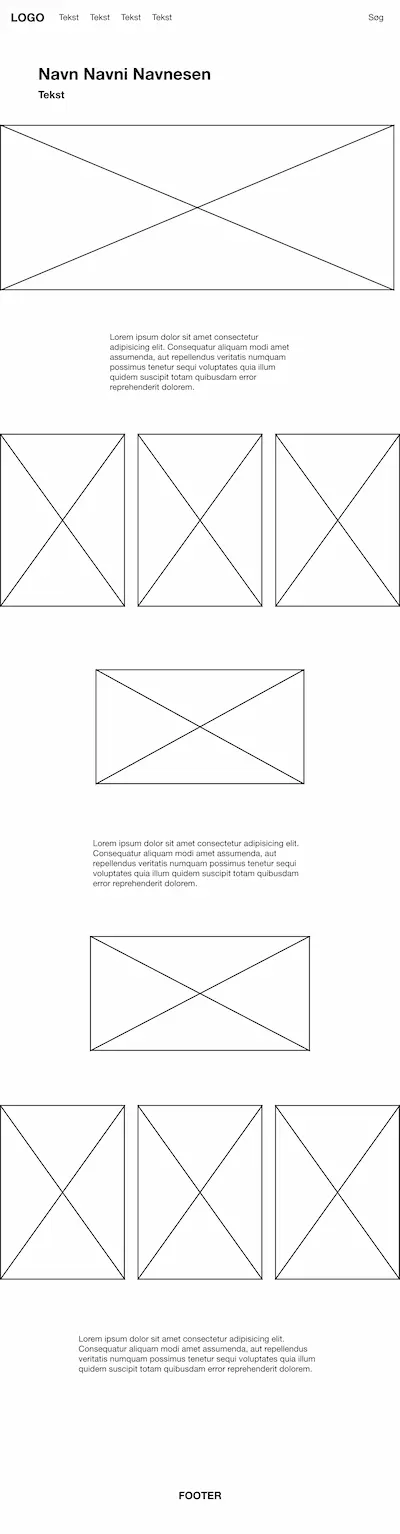 LOGO Tekst Tekst Tekst Tekst Søg
Navn Navni Navnesen
Tekst
Lorem ipsum dolor sit amet consectetur
adipisicing elit. Consequatur aliquam modi amet
assumenda, aut repellendus veritatis numquam
possimus tenetur sequi voluptates quia illum
quidem suscipit totam quibusdam error
reprehenderit dolorem.
Lorem ipsum dolor sit amet consectetur adipisicing elit.
Consequatur aliquam modi amet assumenda, aut
repellendus veritatis numquam possimus tenetur sequi
voluptates quia illum quidem suscipit totam quibusdam
error reprehenderit dolorem.
Lorem ipsum dolor sit amet consectetur adipisicing elit.
Consequatur aliquam modi amet assumenda, aut repellendus
veritatis numquam possimus tenetur sequi voluptates quia illum
quidem suscipit totam quibusdam error reprehenderit dolorem.
FOOTER